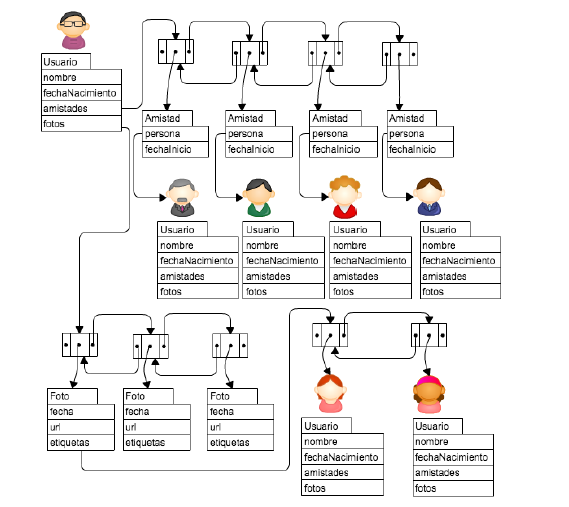 Usuario
nombre
fechaNacimiento
amistades
fotos
Amistad
persona
fechaInicio
Amistad
persona
fechaInicio
Amistad
persona
fechaInicio
Amistad
persona
fechaInicio
Usuario
nombre
fechaNacimiento
amistades
fotos
Usuario
nombre
fechaNacimiento
amistades
fotos
Usuario
nombre
fechaNacimiento
amistades
fotos
Usuario
nombre
fechaNacimiento
amistades
fotos
Foto
fecha
url
etiquetas
Foto
fecha
url
etiquetas
Foto
fecha
url
etiquetas
Usuario
nombre
fechaNacimiento
amistades
fotos
Usuario
nombre
fechaNacimiento
amistades
fotos